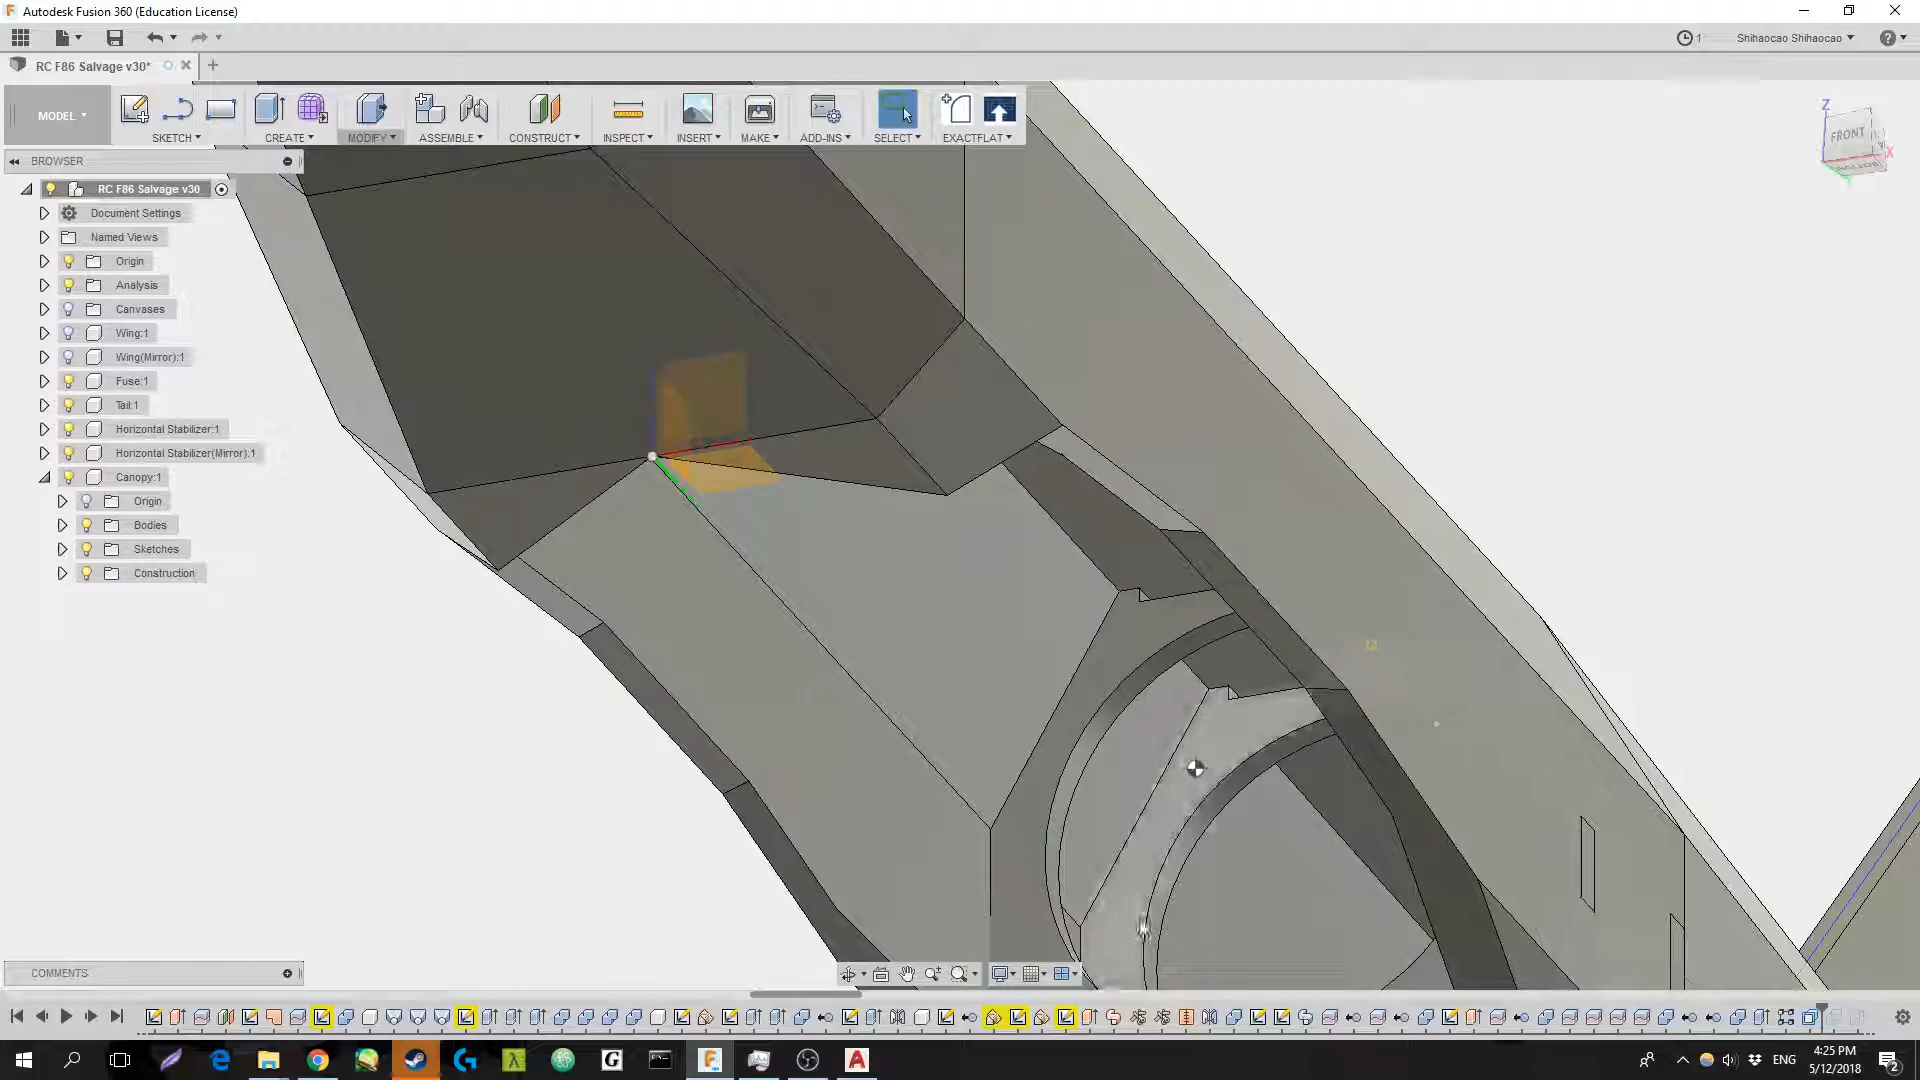 Autodesk Fusion 360 (Education License)
1
Shihaocao Shihaocao
RC F86 Salvage v30*
MODEL
SKETCH
CREATE
MODIFY
ASSEMBLE
CONSTRUCT
INSPECT
INSERT
MAKE
ADD-INS
SELECT
EXACTFLAT
BROWSER
RC F86 Salvage v30
Document Settings
Named Views
Origin
Analysis
Canvases
Wing:1
Wing(Mirror):1
Fuse:1
Tail:1
Horizontal Stabilizer:1
Horizontal Stabilizer(Mirror):1
Canopy:1
Origin
Bodies
Sketches
Construction
Z
FRONT
X
COMMENTS
ENG
4:25 PM
5/12/2018
2